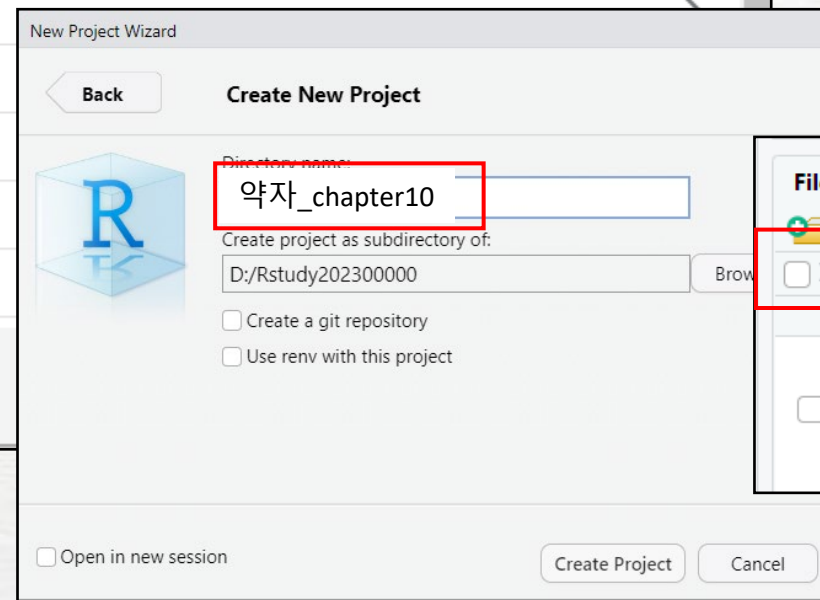 New Project Wizard
Back
Create New Project
Directory name:
약자_chapter10
Create project as subdirectory of:
D:/Rstudy202300000
Create a git repository
Use renv with this project
Open in new session
Create Project
Cancel
R